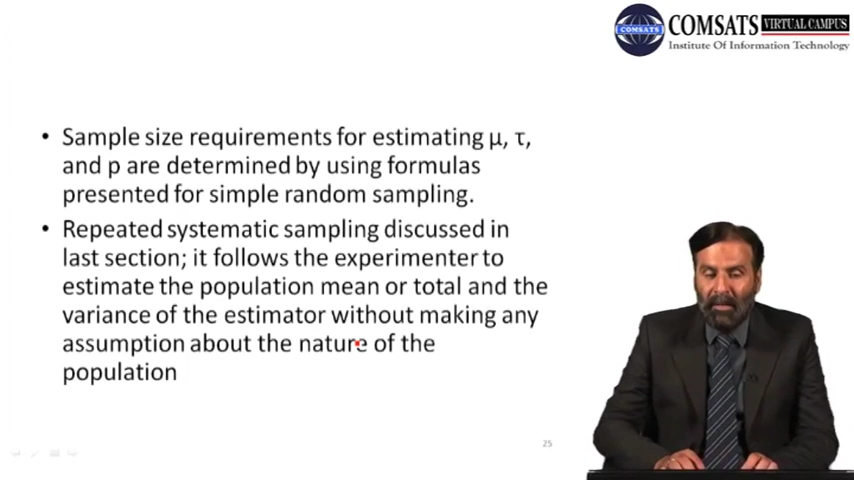 COMSATS
COMSATS VIRTUAL CAMPUS
Institute Of Information Technology
• Sample size requirements for estimating μ, τ,
and p are determined by using formulas
presented for simple random sampling.
• Repeated systematic sampling discussed in
last section; it follows the experimenter to
estimate the population mean or total and the
variance of the estimator without making any
assumption about the nature of the
population
25